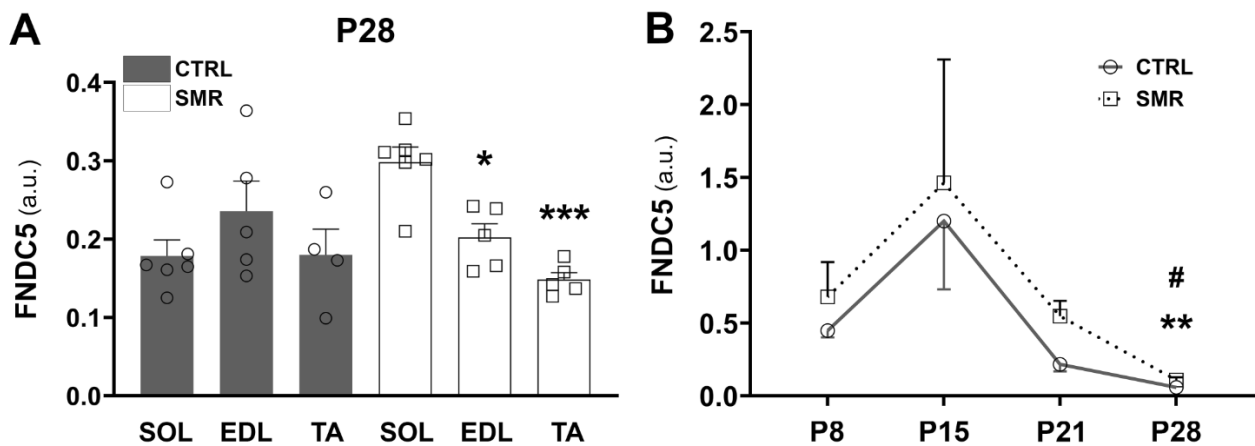 A
P28
CTRL
SMR
FNDC5 (a.u.)
0.4
0.3
0.2
0.1
0.0
*
***
SOL EDL TA SOL EDL TA
B
CTRL
SMR
FNDC5 (a.u.)
2.5
2.0
1.5
1.0
0.5
0.0
#
**
P8 P15 P21 P28